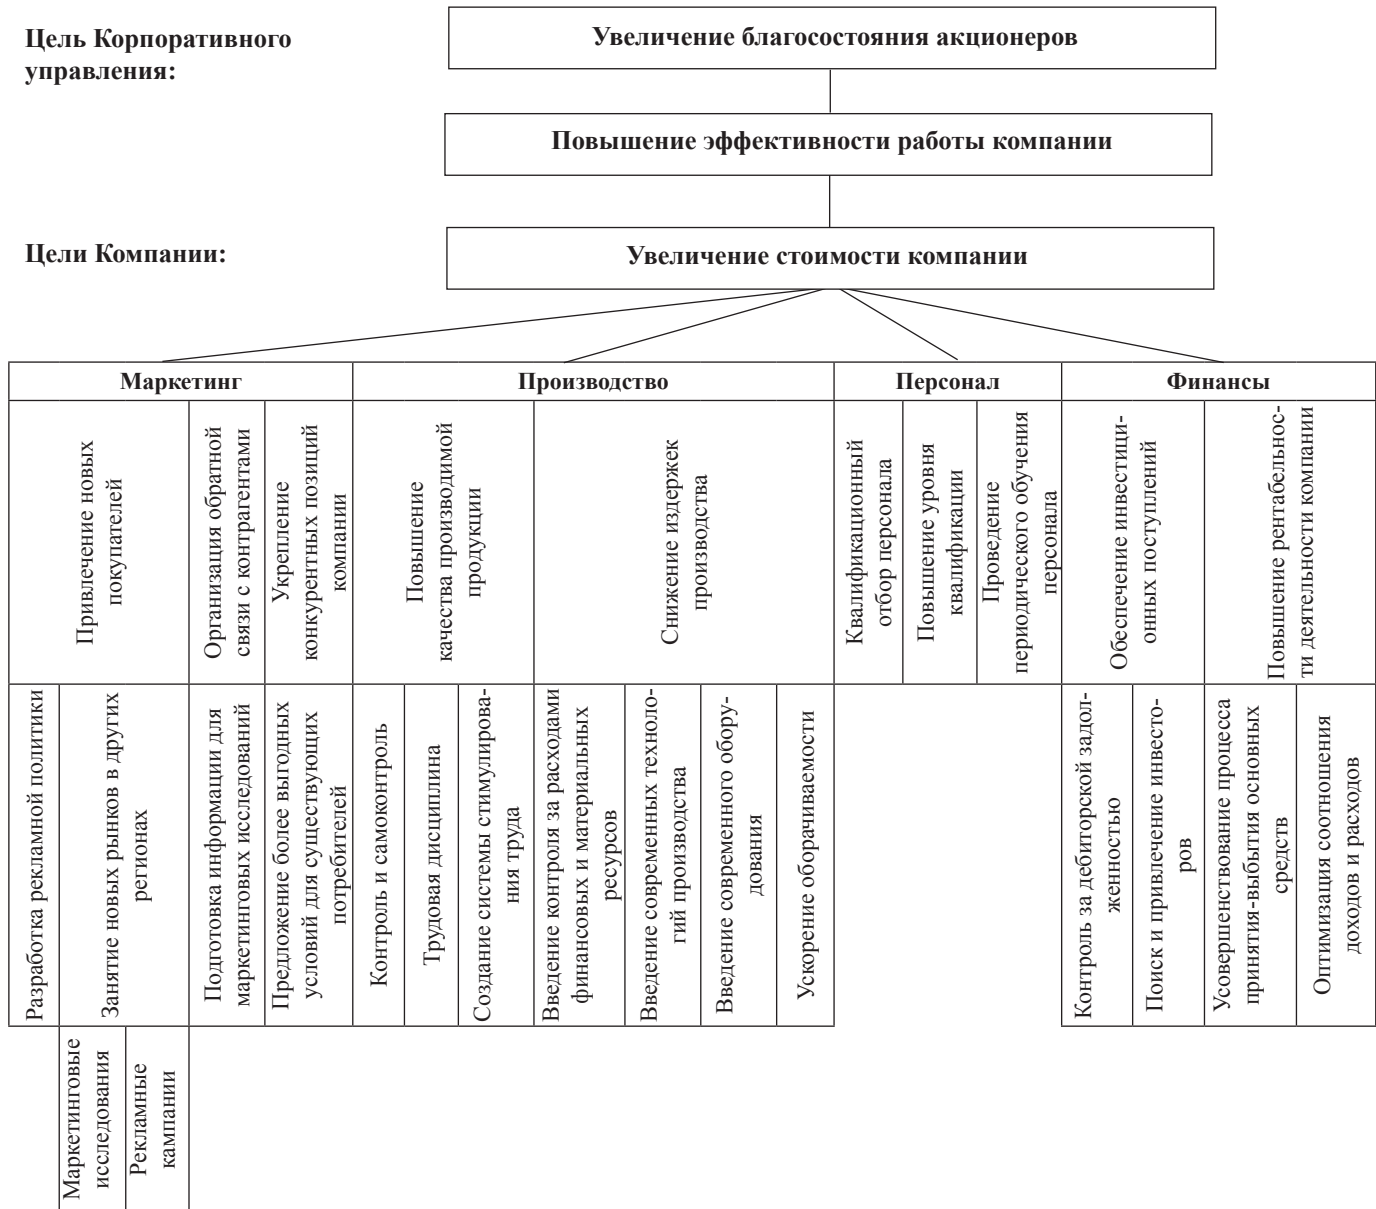 Цель Корпоративного
управления:
Увеличение благосостояния акционеров
Повышение эффективности работы компании
Цели Компании:
Увеличение стоимости компании
Маркетинг
Производство
Персонал
Финансы
Привлечение новых
покупателей
Организация обратной
связи с контрагентами
Укрепление
конкурентных позиций
компании
Повышение
качества производимой
продукции
Снижение издержек
производства
Квалификационный
отбор персонала
Повышение уровня
квалификации
Проведение
периодического обучения
персонала
Обеспечение инвестици-
онных поступлений
Повышение рентабельнос-
ти деятельности компании
Разработка рекламной политики
Занятие новых рынков в других
регионах
Подготовка информации для
маркетинговых исследований
Предложение более выгодных
условий для существующих
потребителей
Контроль и самоконтроль
Трудовая дисциплина
Создание системы стимулирова-
ния труда
Введение контроля за расходами
финансовых и материальных
ресурсов
Введение современных техноло-
гий производства
Введение современного обору-
дования
Ускорение оборачиваемости
Контроль за дебиторской задол-
женностью
Поиск и привлечение инвесто-
ров
Усовершенствование процесса
принятия-выбытия основных
средств
Оптимизация соотношения
доходов и расходов
Маркетинговые
исследования
Рекламные
кампании